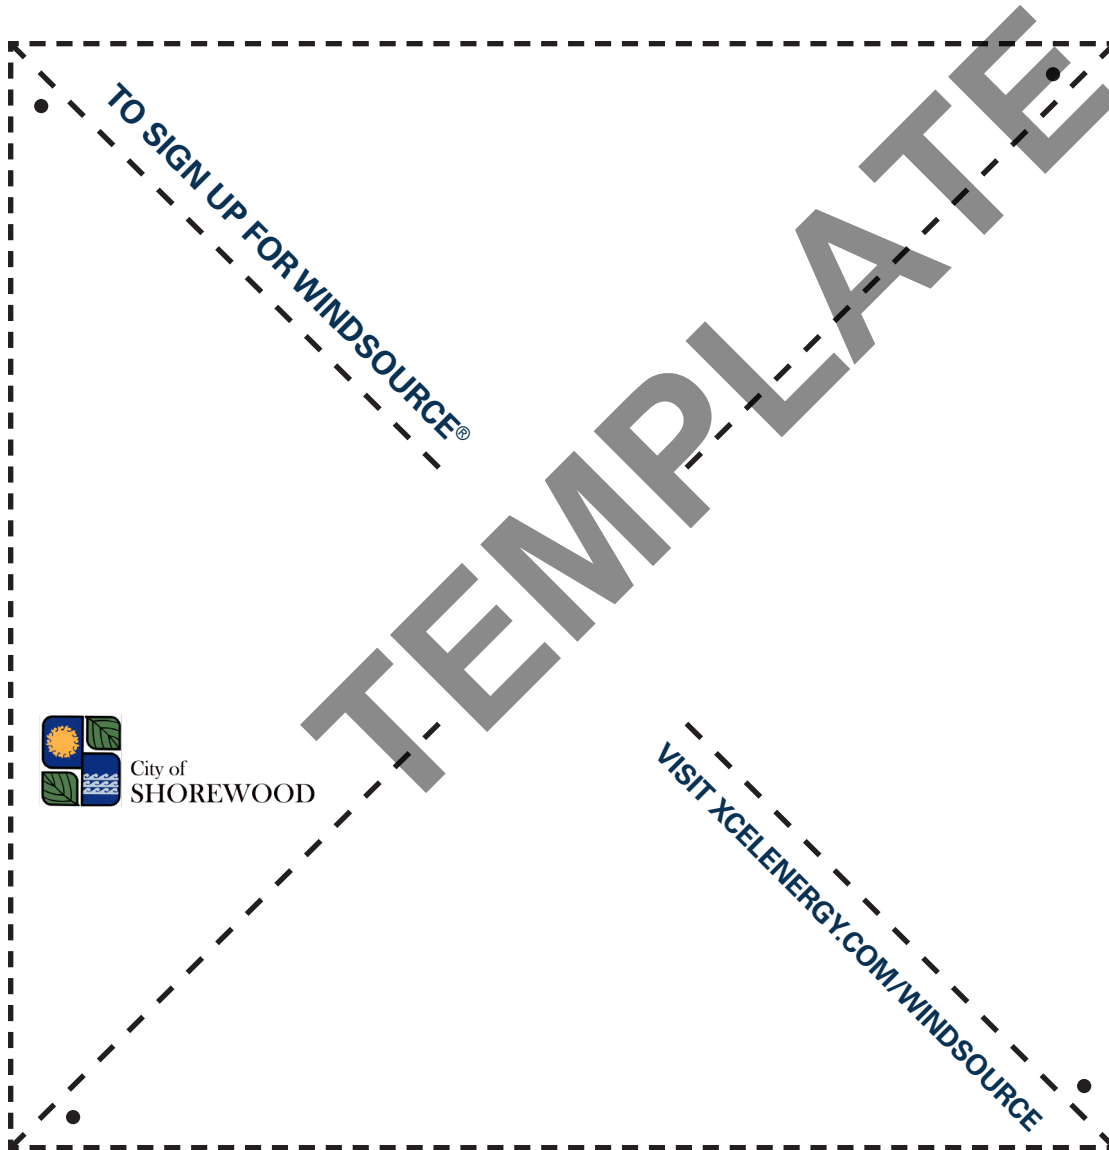 TO SIGN UP FOR WINDSOURCE®
TEMPLATE
City of
SHOREWOOD
VISIT XCELENERGY.COM/WINDSOURCE